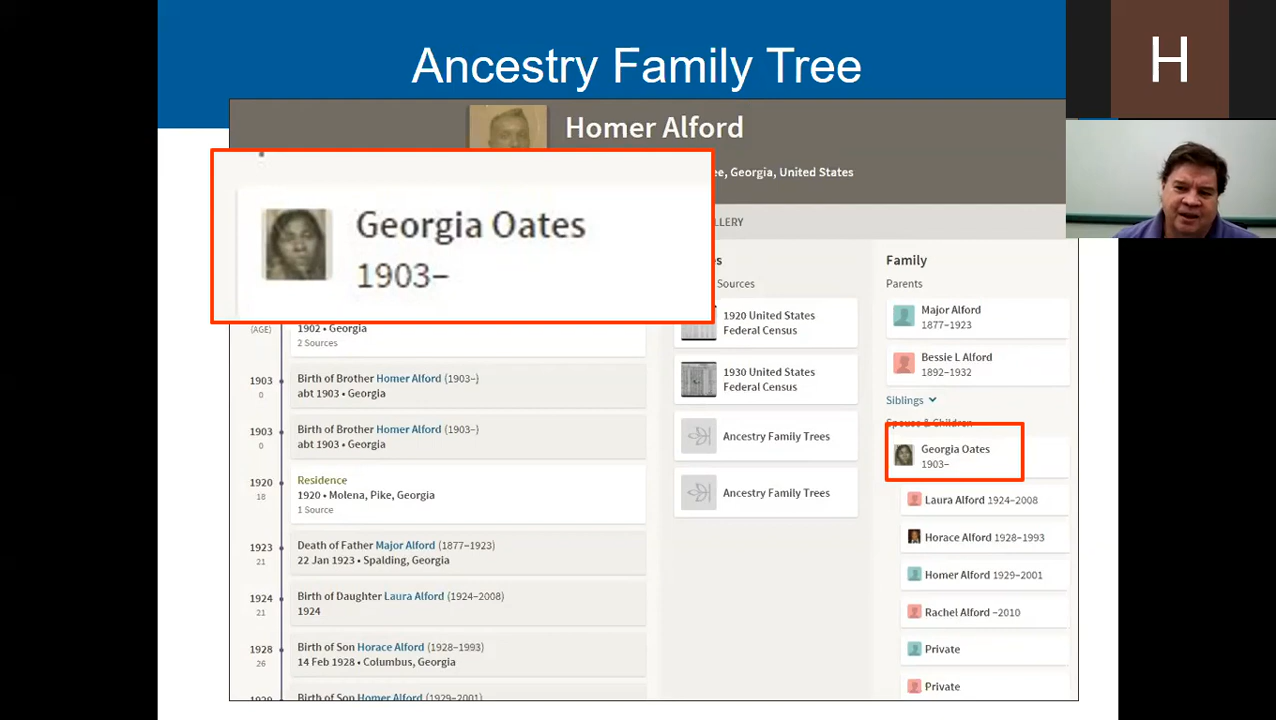 Ancestry Family Tree
H
Homer Alford
ee, Georgia, United States
LLERY
Georgia Oates
1903–
(AGE)
1902 • Georgia
2 Sources
1903
0
Birth of Brother Homer Alford (1903–)
abt 1903 • Georgia
1903
0
Birth of Brother Homer Alford (1903–)
abt 1903 • Georgia
1920
18
Residence
1920 • Molena, Pike, Georgia
1 Source
1923
21
Death of Father Major Alford (1877–1923)
22 Jan 1923 • Spalding, Georgia
1924
21
Birth of Daughter Laura Alford (1924–2008)
1924
1928
26
Birth of Son Horace Alford (1928–1993)
14 Feb 1928 • Columbus, Georgia
1929
Birth of Son Homer Alford (1929–2001)
s
Sources
1920 United States
Federal Census
1930 United States
Federal Census
Ancestry Family Trees
Ancestry Family Trees
Family
Parents
Major Alford
1877–1923
Bessie L Alford
1892–1932
Siblings
Spouse & Children
Georgia Oates
1903–
Laura Alford 1924–2008
Horace Alford 1928–1993
Homer Alford 1929–2001
Rachel Alford –2010
Private
Private